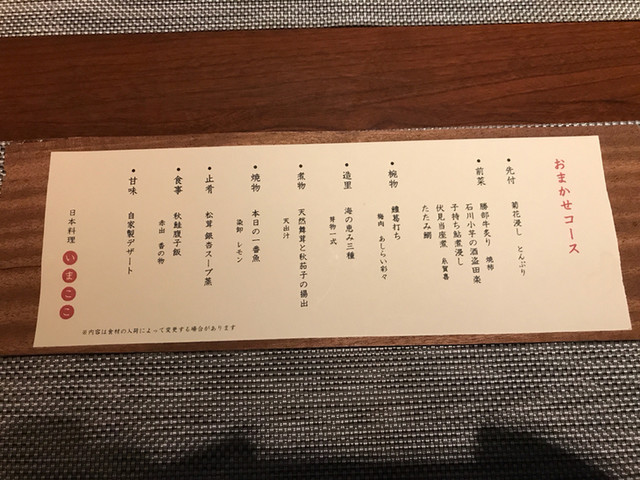 おまかせコース
・先付　菊花浸し　とんぶり
・前菜　勝部牛炙り　焼柿
石川小芋の酒盗田楽
子持ち鮎煮浸し
伏見当座煮　糸賀喜
たたみ鰯
・椀物　鱧葛打ち
梅肉　あしらい彩々
・造里　海の恵み三種
芽物一式
・煮物　天然舞茸と秋茄子の揚出
天出汁
・焼物　本日の一番魚
染卸　レモン
・止肴　松茸銀杏スープ蒸
・食事　秋鮭腹子飯
赤出　香の物
・甘味　自家製デザート
日本料理 いまここ
※内容は食材の入荷によって変更する場合があります